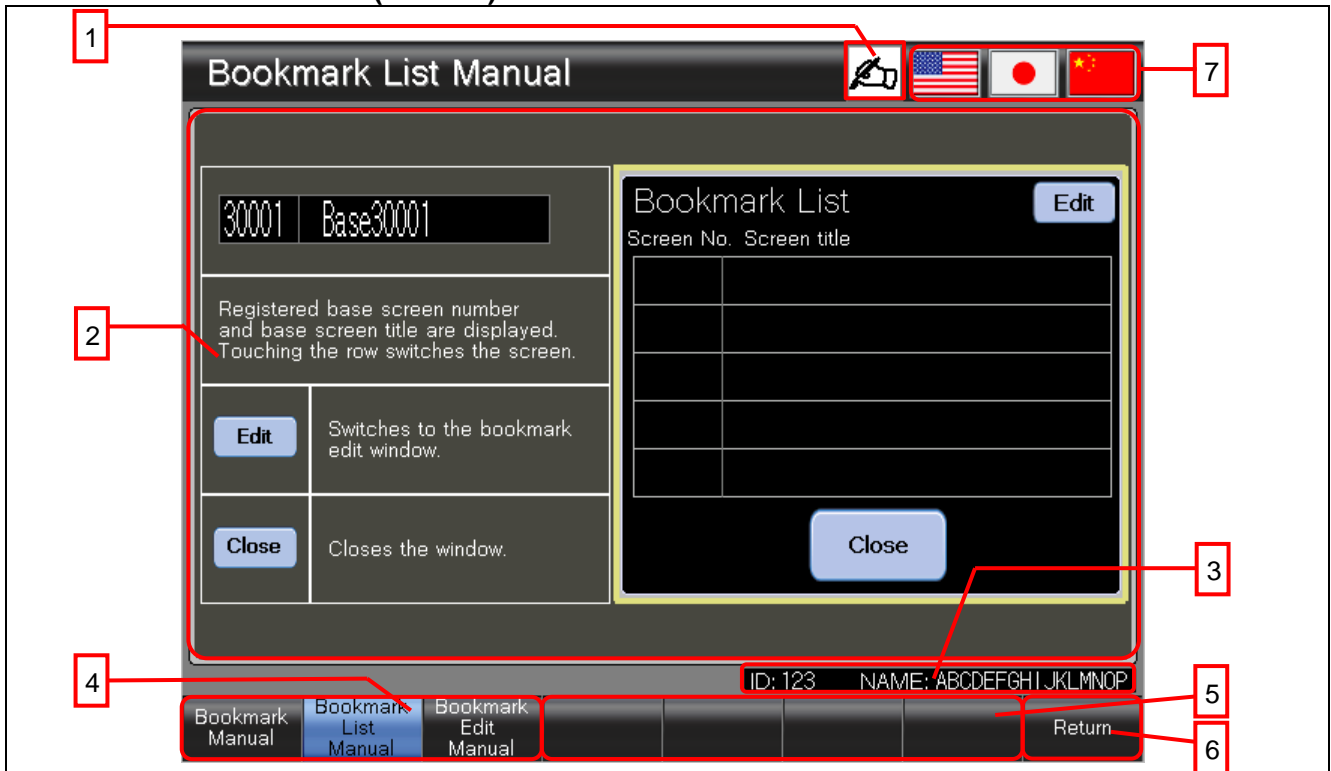 1
Bookmark List Manual
7
30001 Base30001
Bookmark List
Edit
Screen No. Screen title
Registered base screen number
and base screen title are displayed.
Touching the row switches the screen.
2
Edit
Switches to the bookmark
edit window.
Close
Closes the window.
Close
3
ID: 123 NAME: ABCDEFGHIJKLMNOP
4
Bookmark
Manual
Bookmark
List
Manual
Bookmark
Edit
Manual
5
Return
6